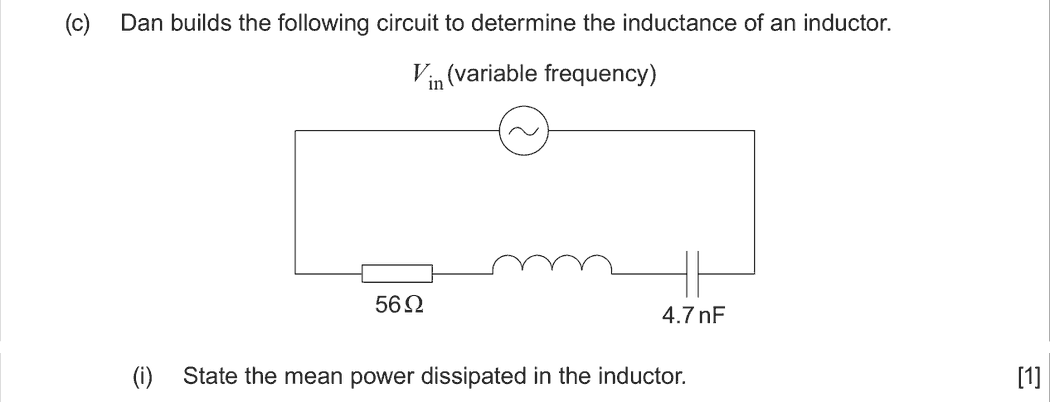 (c) Dan builds the following circuit to determine the inductance of an inductor.
Vin (variable frequency)
56Ω
4.7 nF
(i) State the mean power dissipated in the inductor. [1]